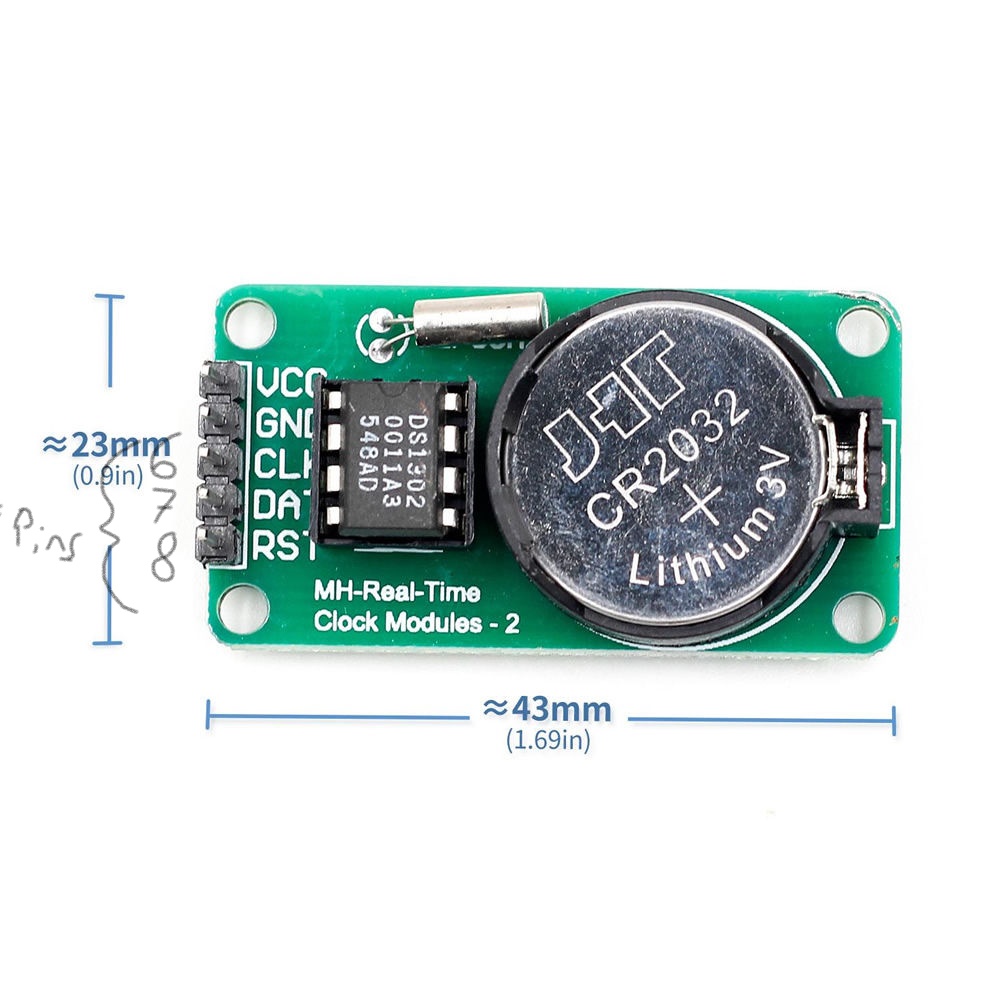 VCC
GND
CLK
DAT
RST
DS1302
0011A3
548AD
JHT
CR2032
+
Lithium 3V
MH-Real-Time
Clock Modules - 2
≈23mm
(0.9in)
Pins
6
7
8
≈43mm
(1.69in)